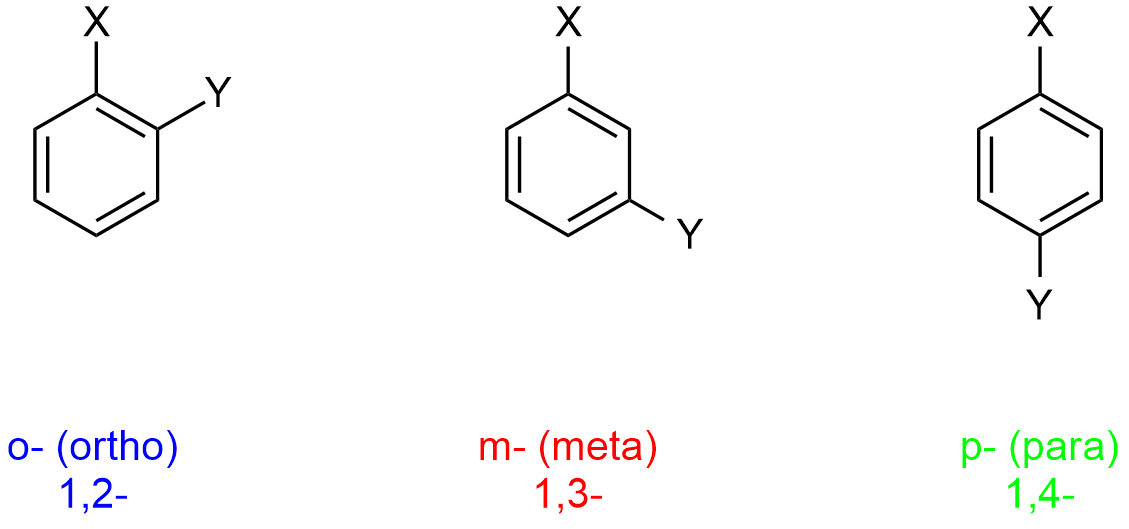 X
Y
X
Y
X
Y
o- (ortho)
1,2-
m- (meta)
1,3-
p- (para)
1,4-